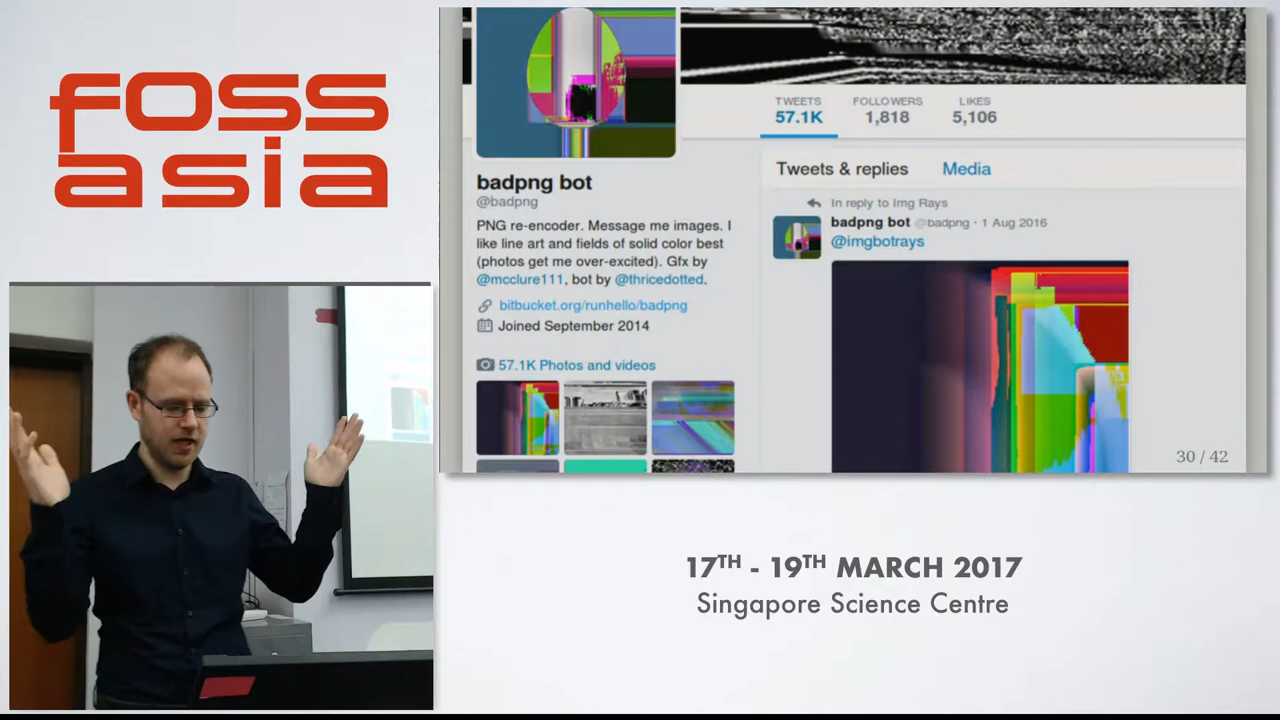 foss
asia
TWEETS
57.1K
FOLLOWERS
1,818
LIKES
5,106
badpng bot
@badpng
PNG re-encoder. Message me images. I
like line art and fields of solid color best
(photos get me over-excited). Gfx by
@mcclure111, bot by @thricedotted.
bitbucket.org/runhello/badpng
Joined September 2014
57.1K Photos and videos
Tweets & replies
Media
In reply to Img Rays
badpng bot @badpng · 1 Aug 2016
@imgbotrays
30 / 42
17TH - 19TH MARCH 2017
Singapore Science Centre